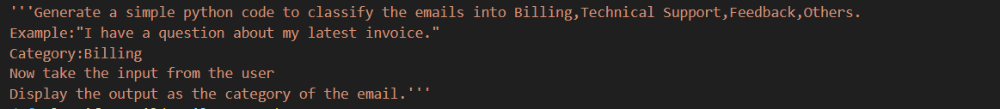 '''Generate a simple python code to classify the emails into Billing,Technical Support,Feedback,Others.
Example:"I have a question about my latest invoice."
Category:Billing
Now take the input from the user
Display the output as the category of the email.'''